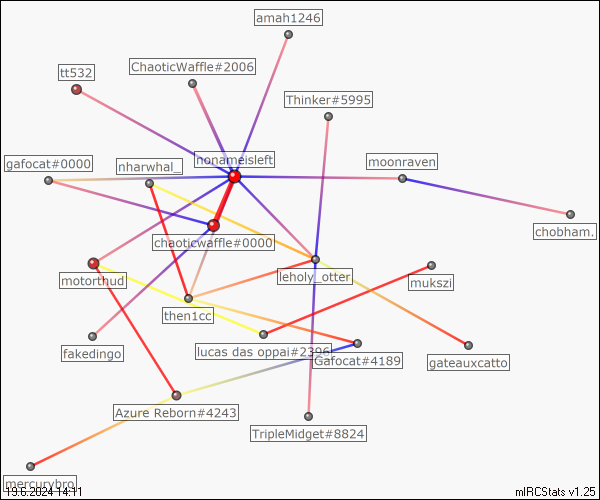 amah1246
ChaoticWaffle#2006
tt532
Thinker#5995
gafocat#0000
nharwhal_
nonameisleft
moonraven
chobham.
chaoticwaffle#0000
motorthud
leholy_otter
mukszi
then1cc
fakedingo
lucas das oppai#2396
Gafocat#4189
gateauxcatto
Azure Reborn#4243
TripleMidget#8824
mercurybro
19.6.2024 14:11
mIRCStats v1.25